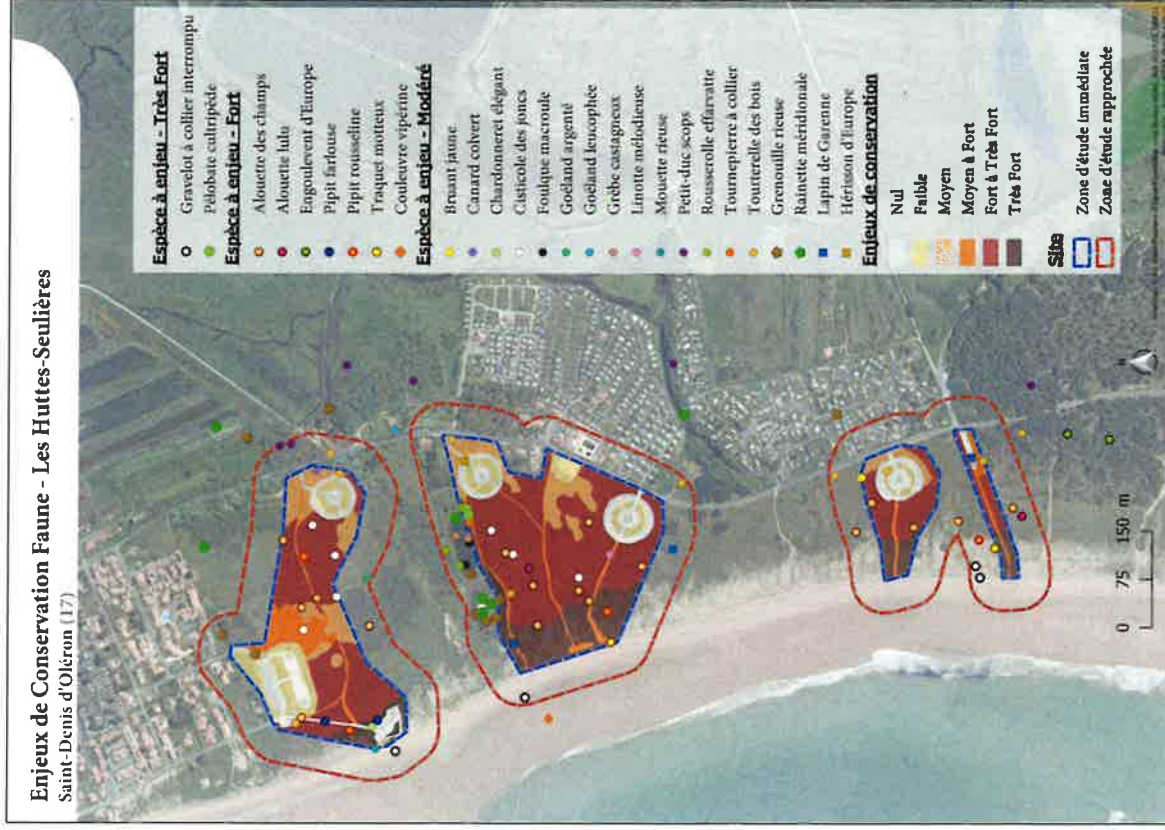 Enjeux de Conservation Faune - Les Huttes-Seulières
Saint-Denis d'Oléron (17)
Espèce à enjeu - Très Fort
Gravelot à collier interrompu
Pélobate cultripède
Espèce à enjeu - Fort
Alouette des champs
Alouette lulu
Engoulevent d'Europe
Pipit farlouse
Pipit rousseline
Traquet motteux
Couleuvre vipérine
Espèce à enjeu - Modéré
Bruant jaune
Canard colvert
Chardonneret élégant
Cisticole des joncs
Foulque macroule
Goéland argenté
Goéland leucophée
Grèbe castagneux
Linotte mélodieuse
Mouette rieuse
Petit-duc scops
Rousserolle effarvatte
Tournepierre à collier
Tourterelle des bois
Grenouille rieuse
Rainette méridionale
Lapin de Garenne
Hérisson d'Europe
Enjeux de conservation
Nul
Faible
Moyen
Moyen à Fort
Fort à Très Fort
Très Fort
Site
Zone d'étude immédiate
Zone d'étude rapprochée
0 75 150 m